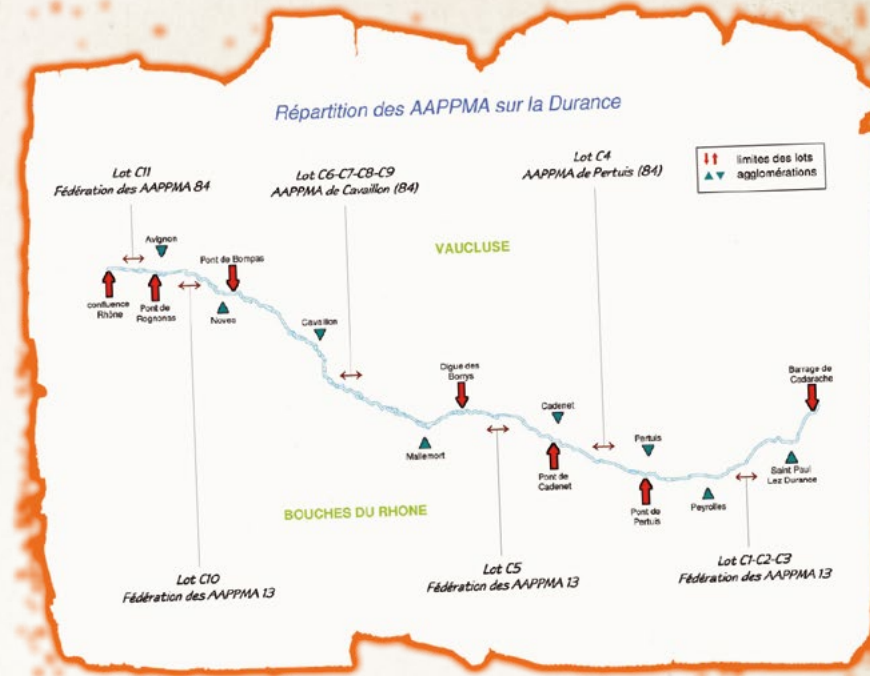 Répartition des AAPPMA sur la Durance
Lot C11
Fédération des AAPPMA 84
Lot C6-C7-C8-C9
AAPPMA de Cavaillon (84)
Lot C4
AAPPMA de Pertuis (84)
limites des lots
agglomérations
Avignon
Pont de Bompas
VAUCLUSE
confluence
Rhône
Pont de
Rognonas
Noves
Cavaillon
Digue des
Borrys
Barrage de
Cadarache
Cadenet
Mallemort
Pertuis
Pont de
Cadenet
Saint Paul
Lez Durance
Pont de
Pertuis
Peyrolles
BOUCHES DU RHONE
Lot C10
Fédération des AAPPMA 13
Lot C5
Fédération des AAPPMA 13
Lot C1-C2-C3
Fédération des AAPPMA 13